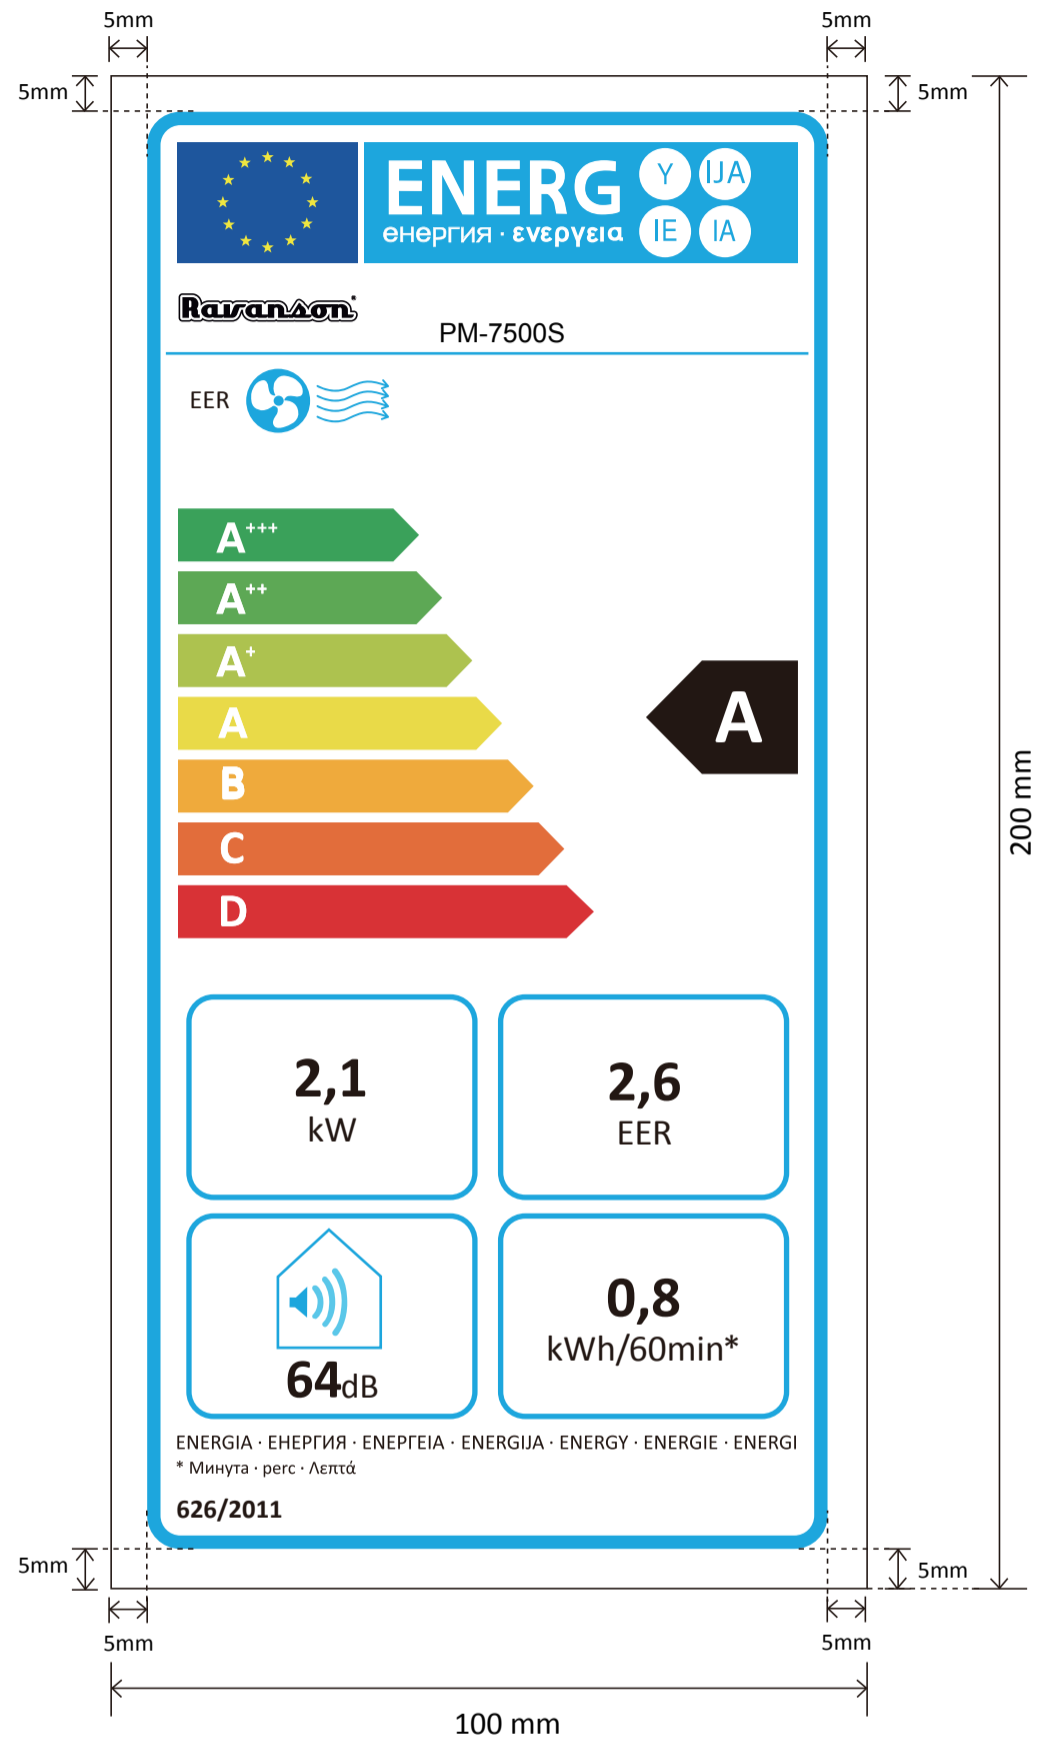 5mm 5mm
5mm 5mm
ENERG Y IJA
енергия · ενεργεια IE IA
Ravanson
PM-7500S
EER
A+++
A++
A+
A
A
B
C
D
200 mm
2,1
kW
2,6
EER
64dB
0,8
kWh/60min*
ENERGIA · ЕНЕРГИЯ · ΕΝΕΡΓΕΙΑ · ENERGIJA · ENERGY · ENERGIE · ENERGI
* Минута · perc · Λεπτά
626/2011
5mm 5mm
5mm 5mm
100 mm